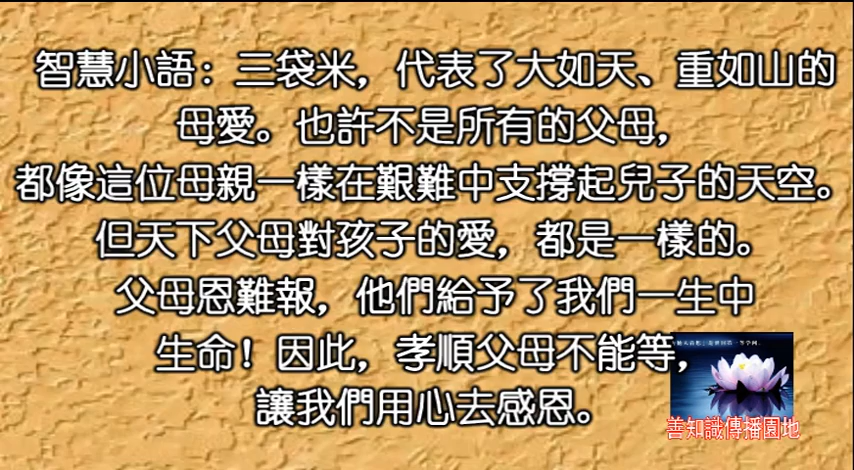 智慧小語：三袋米，代表了大如天、重如山的
母愛。也許不是所有的父母，
都像這位母親一樣在艱難中支撐起兒子的天空。
但天下父母對孩子的愛，都是一樣的。
父母恩難報，他們給予了我們一生中
生命！因此，孝順父母不能等，
讓我們用心去感恩。
善知識傳播園地